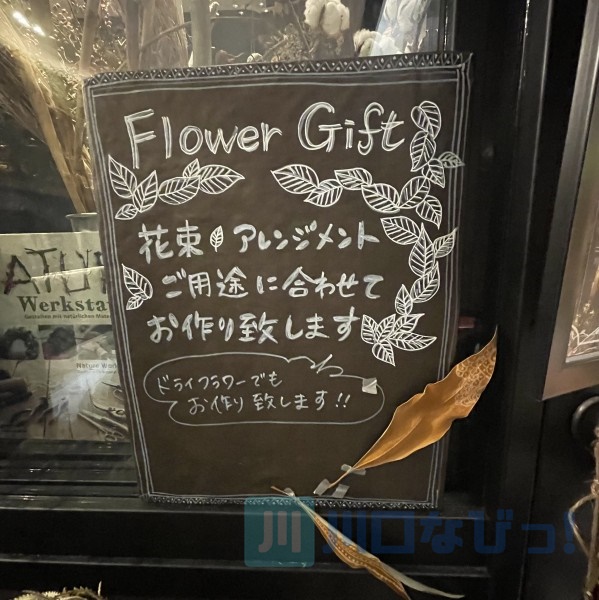 Flower Gift
花束 アレンジメント
ご用途に合わせて
お作り致します
ドライフラワーでも
お作り致します!!
Werkstat
川口なびっ!